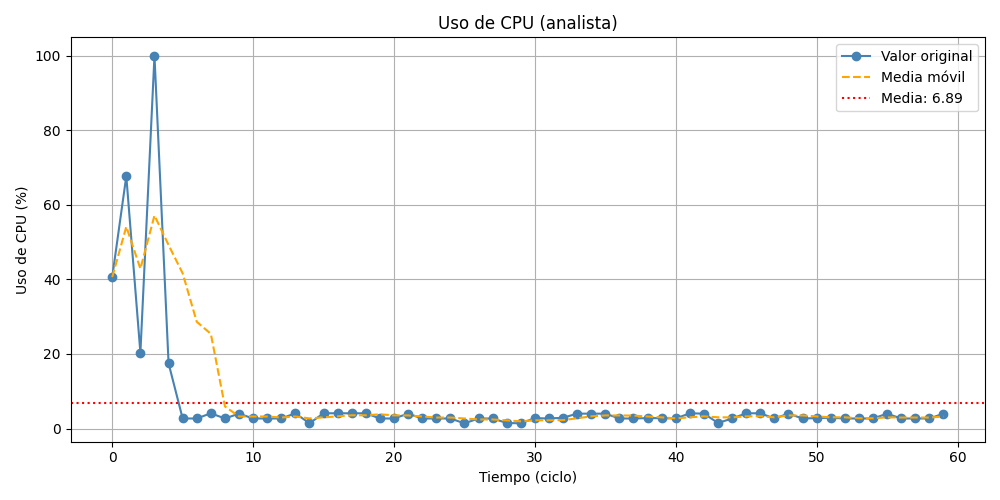 Uso de CPU (analista)
Valor original
Media móvil
Media: 6.89
Uso de CPU (%)
100
80
60
40
20
0
0 10 20 30 40 50 60
Tiempo (ciclo)